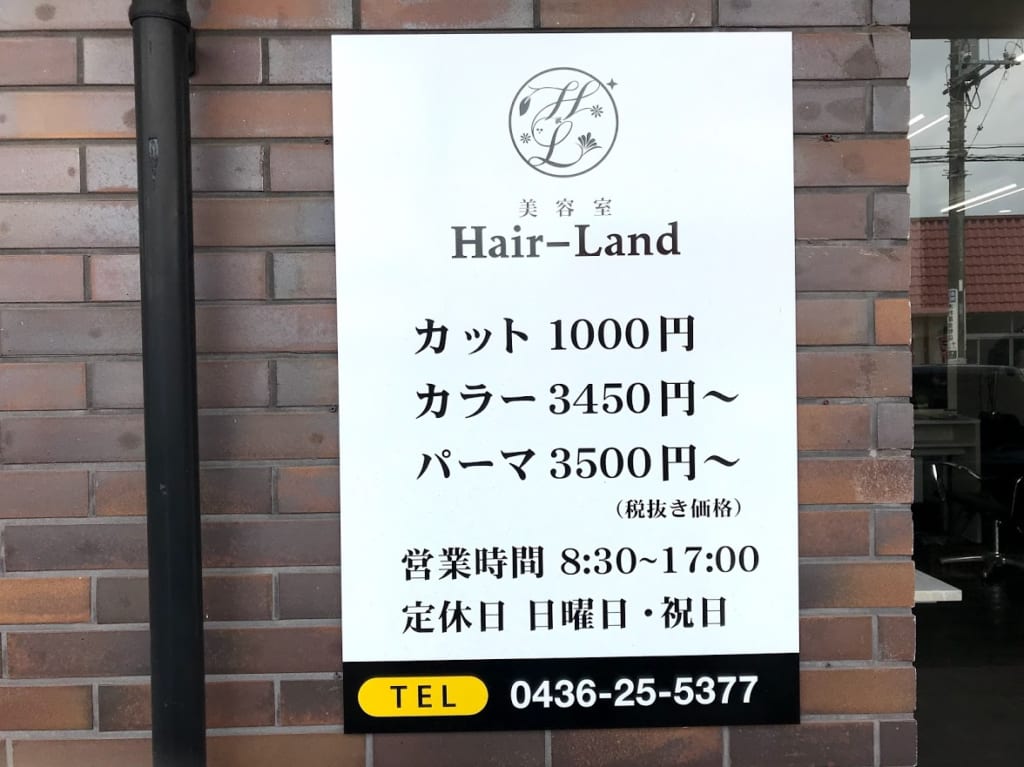 HL
美容室
Hair-Land
カット 1000円
カラー 3450円～
パーマ 3500円～
（税抜き価格）
営業時間 8:30~17:00
定休日 日曜日・祝日
TEL 0436-25-5377